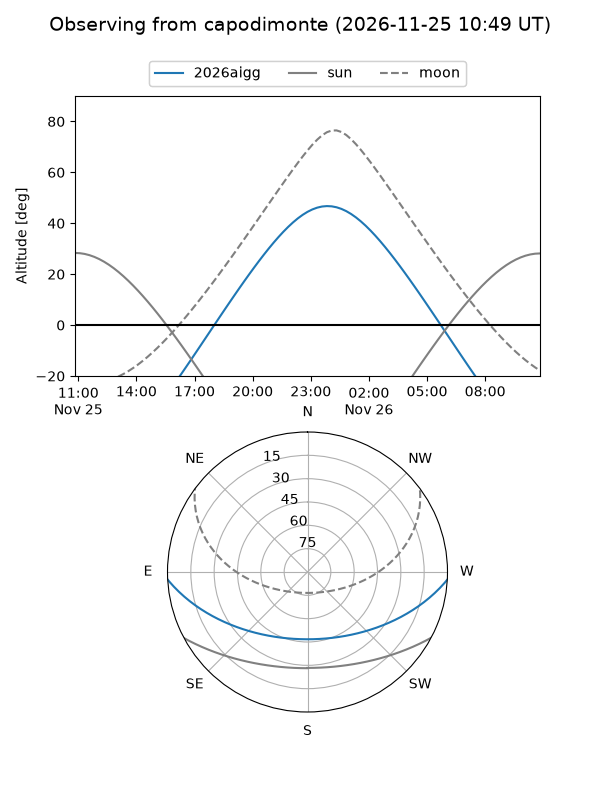 Observing from capodimonte (2026-11-25 10:49 UT)
2026aigg sun moon
Altitude [deg]
80
60
40
20
0
−20
11:00 14:00 17:00 20:00 23:00 02:00 05:00 08:00
Nov 25 Nov 26
N
NE NW
15
30
45
60
75
E W
SE SW
S